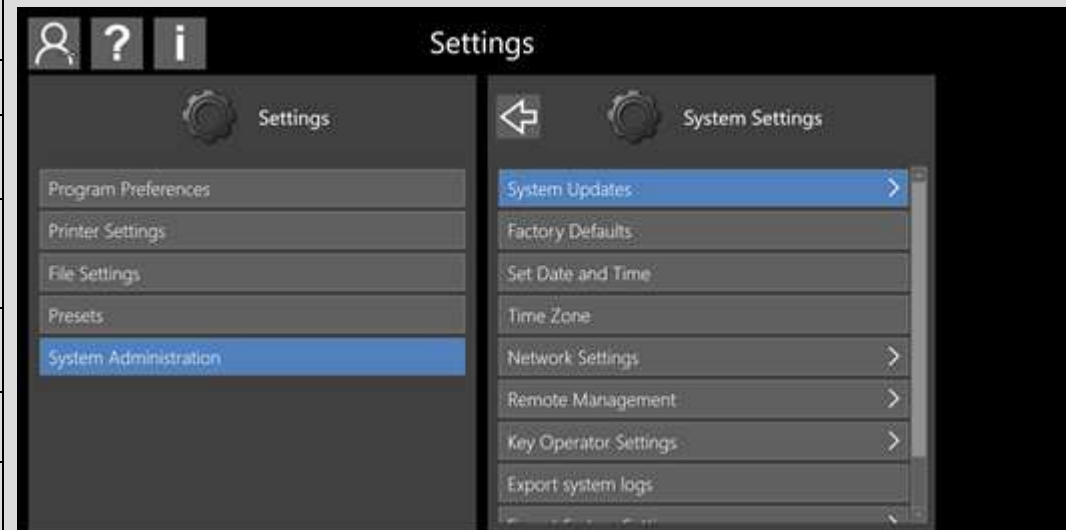 ? i Settings
Settings
Program Preferences
Printer Settings
File Settings
Presets
System Administration
System Settings
System Updates
Factory Defaults
Set Date and Time
Time Zone
Network Settings
Remote Management
Key Operator Settings
Export system logs